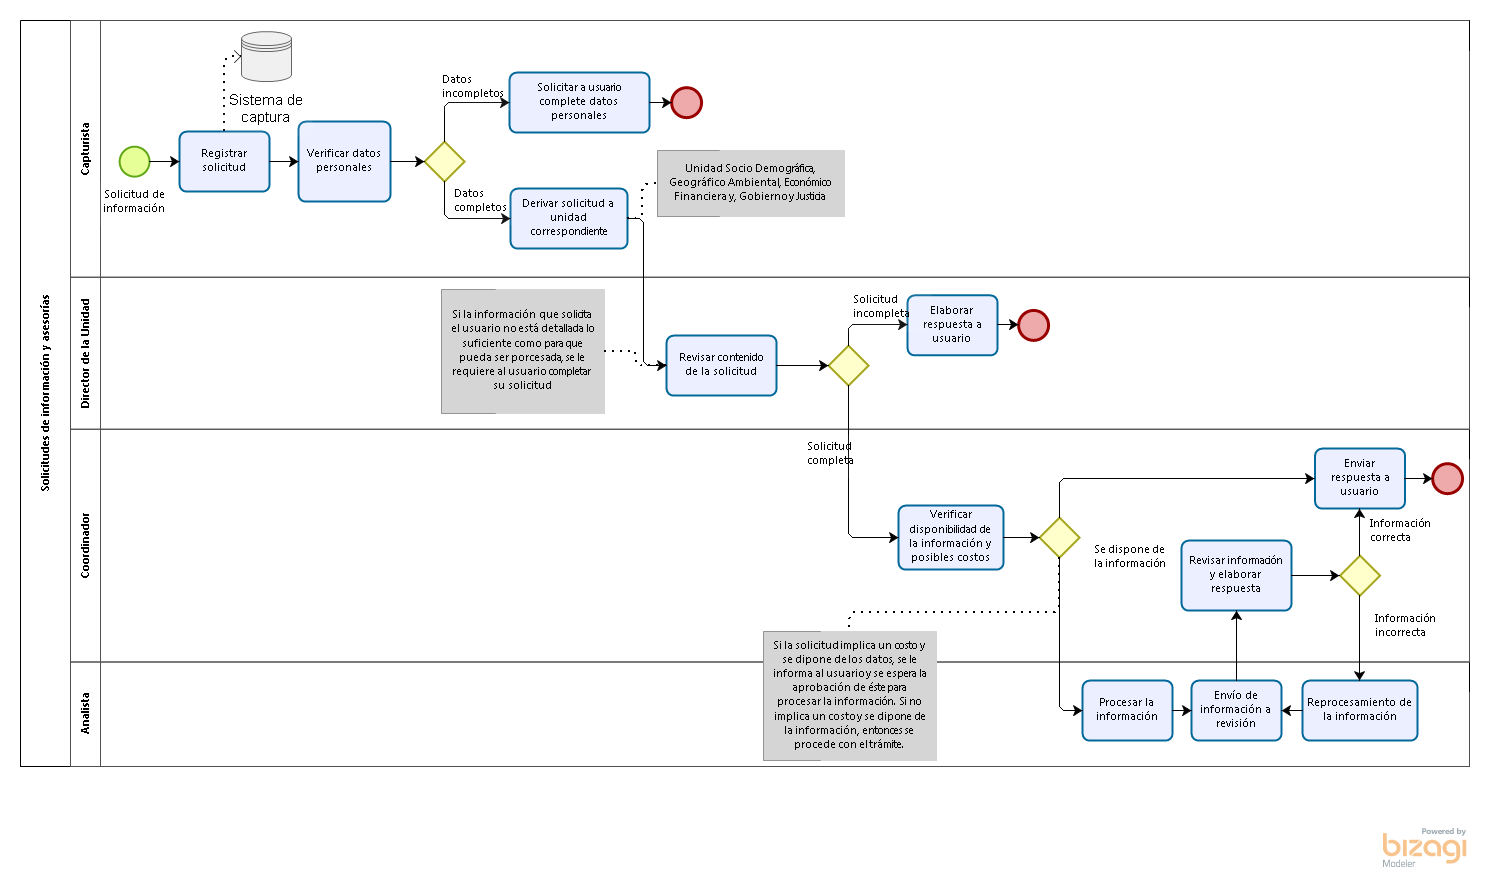 Solicitudes de información y asesorías
Capturista
Solicitud de
información
Registrar
solicitud
Sistema de
captura
Verificar datos
personales
Datos
incompletos
Solicitar a usuario
complete datos
personales
Datos
completos
Derivar solicitud a
unidad
correspondiente
Unidad Socio Demográfica,
Geográfico Ambiental, Económico
Financiera y, Gobierno y Justicia
Director de la Unidad
Si la información que solicita
el usuario no está detallada lo
suficiente como para que
pueda ser porcesada, se le
requiere al usuario completar
su solicitud
Revisar contenido
de la solicitud
Solicitud
incompleta
Elaborar
respuesta a
usuario
Coordinador
Solicitud
completa
Verificar
disponibilidad de
la información y
posibles costos
Se dispone de
la información
Revisar información
y elaborar
respuesta
Enviar
respuesta a
usuario
Información
correcta
Información
incorrecta
Analista
Si la solicitud implica un costo y
se dipone de los datos, se le
informa al usuario y se espera la
aprobación de éste para
procesar la información. Si no
implica un costo y se dipone de
la información, entonces se
procede con el trámite.
Procesar la
información
Envío de
información a
revisión
Reprocesamiento de
la información
Powered by
bizagi
Modeler